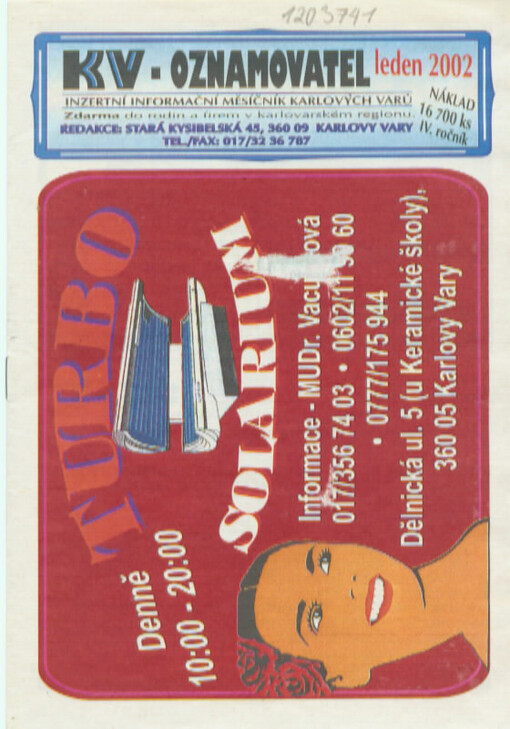 1203791
KV - OZNAMOVATEL
leden 2002
INZERTNÍ INFORMAČNÍ MĚSÍČNÍK KARLOVÝCH VARŮ
Zdarma do rodin a firem v karlovarském regionu.
REDAKCE: STARÁ KYSIBELSKÁ 45, 360 09 KARLOVY VARY
TEL./FAX: 017/32 36 787
NÁKLAD
16 700 ks
IV. ročník
TURBO
SOLARIUM
Denně
10:00 - 20:00
Informace - MUDr.
017/356 74 03 • 0602/11 60
• 0777/175 944
Dělnická ul. 5 (u Keramické školy),
360 05 Karlovy Vary